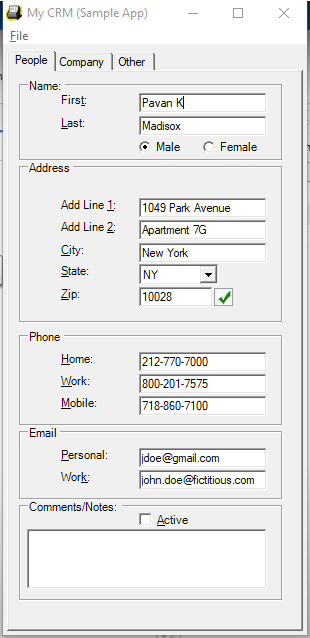 My CRM (Sample App)
File
People Company Other
Name:
First: Pavan K
Last: Madisox
Male Female
Address
Add Line 1: 1049 Park Avenue
Add Line 2: Apartment 7G
City: New York
State: NY
Zip: 10028
Phone
Home: 212-770-7000
Work: 800-201-7575
Mobile: 718-860-7100
Email
Personal: jdoe@gmail.com
Work: john.doe@fictitious.com
Comments/Notes:
Active